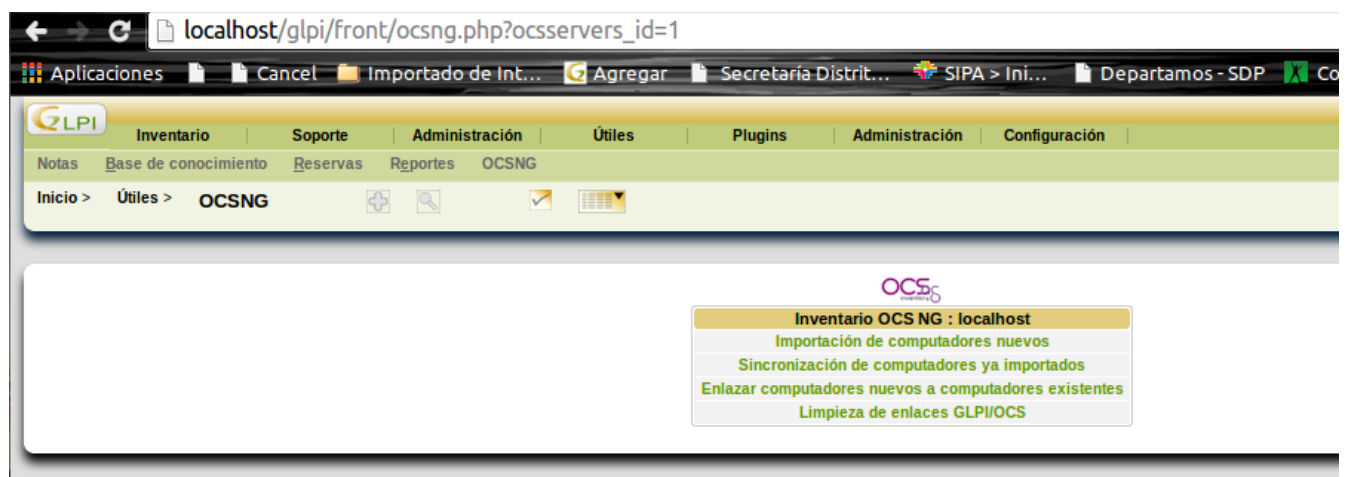 localhost/glpi/front/ocsng.php?ocsservers_id=1
Aplicaciones Cancel Importado de Int... Agregar Secretaría Distrit... SIPA > Ini... Departamos - SDP Co
GLPI
Inventario Soporte Administración Útiles Plugins Administración Configuración
Notas Base de conocimiento Reservas Reportes OCSNG
Inicio > Útiles > OCSNG
OCS
inventory
Inventario OCS NG : localhost
Importación de computadores nuevos
Sincronización de computadores ya importados
Enlazar computadores nuevos a computadores existentes
Limpieza de enlaces GLPI/OCS